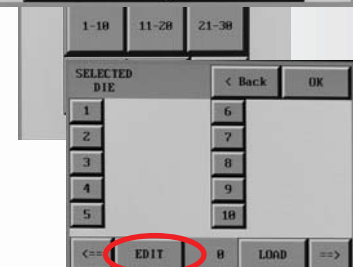 1-10 11-20 21-30
SELECTED
DIE
< Back OK
1 6
2 7
3 8
4 9
5 10
<== EDIT 0 LOAD ==>